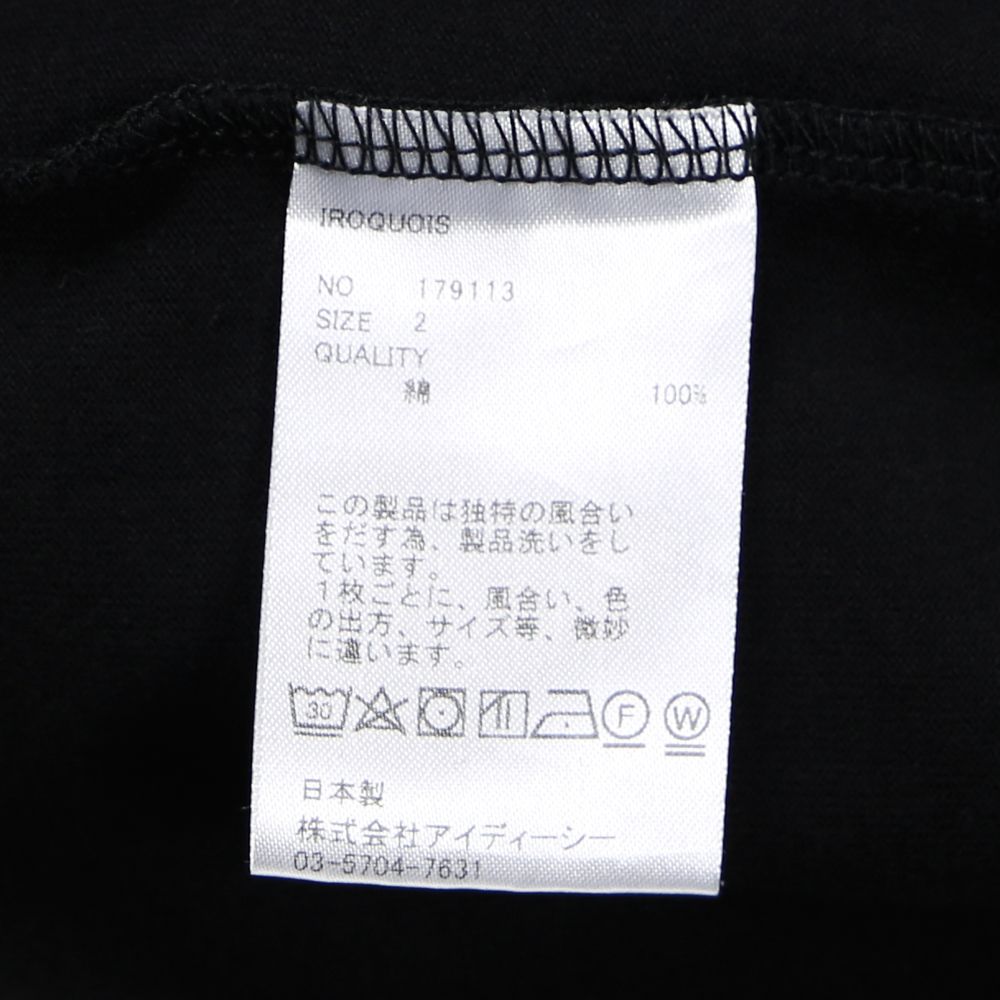 IROQUOIS
NO 179113
SIZE 2
QUALITY
綿 100%
この製品は独特の風合い
をだす為、製品洗いをし
ています。
1枚ごとに、風合い、色
の出方、サイズ等、微妙
に違います。
30 F W
日本製
株式会社アイディーシー
03-5704-7631